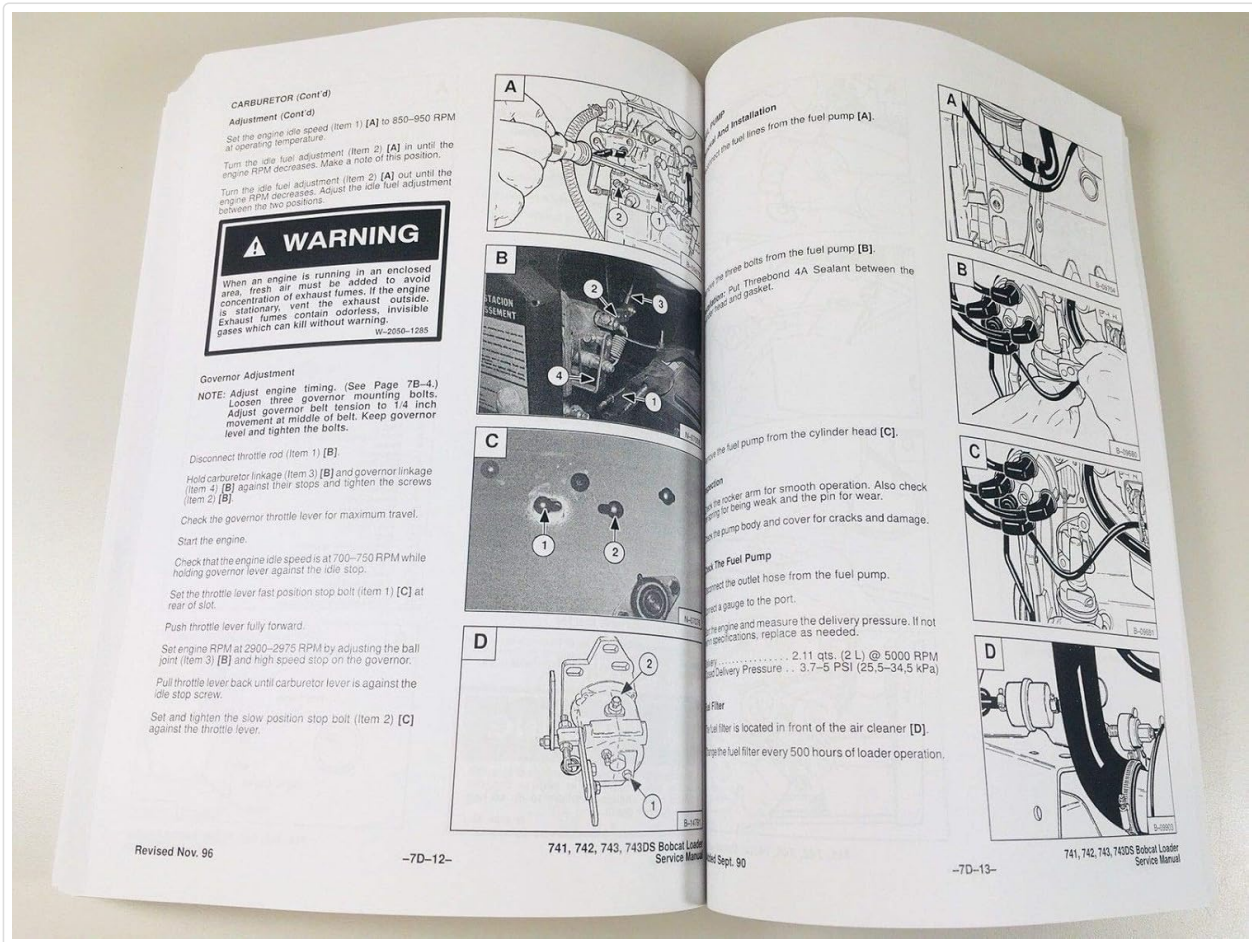 CARBURETOR (Cont'd)
Adjustment (Cont'd)
Set the engine idle speed (Item 1) [A] to 850–950 RPM
at operating temperature.
Turn the idle fuel adjustment (Item 2) [A] in until the
engine RPM decreases. Make a note of this position.
Turn the idle fuel adjustment (Item 2) [A] out until the
engine RPM decreases. Adjust the idle fuel adjustment
between the two positions.
WARNING
When an engine is running in an enclosed
area, fresh air must be added to avoid
concentration of exhaust fumes. If the engine
is stationary, vent the exhaust outside.
Exhaust fumes contain odorless, invisible
gases which can kill without warning.
W–2050–1285
Governor Adjustment
NOTE: Adjust engine timing. (See Page 7B–4.)
Loosen three governor mounting bolts.
Adjust governor belt tension to 1/4 inch
movement at middle of belt. Keep governor
level and tighten the bolts.
Disconnect throttle rod (Item 1) [B].
Hold carburetor linkage (Item 3) [B] and governor linkage
(Item 4) [B] against their stops and tighten the screws
(Item 2) [B].
Check the governor throttle lever for maximum travel.
Start the engine.
Check that the engine idle speed is at 700–750 RPM while
holding governor lever against the idle stop.
Set the throttle lever fast position stop bolt (item 1) [C] at
rear of slot.
Push throttle lever fully forward.
Set engine RPM at 2900–2975 RPM by adjusting the ball
joint (Item 3) [B] and high speed stop on the governor.
Pull throttle lever back until carburetor lever is against the
idle stop screw.
Set and tighten the slow position stop bolt (Item 2) [C]
against the throttle lever.
A
2
1
B
STACION
SSEMENT
2
3
4
1
C
1
2
D
2
1
Revised Nov. 96
–7D–12–
741, 742, 743, 743DS Bobcat Loader
Service Manual
PUMP
And Installation
the fuel lines from the fuel pump [A].
three bolts from the fuel pump [B].
Put Threebond 4A Sealant between the
head and gasket.
the fuel pump from the cylinder head [C].
the rocker arm for smooth operation. Also check
spring for being weak and the pin for wear.
the pump body and cover for cracks and damage.
The Fuel Pump
the outlet hose from the fuel pump.
a gauge to the port.
the engine and measure the delivery pressure. If not
specifications, replace as needed.
2.11 qts. (2 L) @ 5000 RPM
Delivery Pressure . . 3.7–5 PSI (25,5–34,5 kPa)
Filter
fuel filter is located in front of the air cleaner [D].
the fuel filter every 500 hours of loader operation.
A
B–09704
B
B–09680
C
B–09681
D
B–09903
Sept. 90
–7D–13–
741, 742, 743, 743DS Bobcat Loader
Service Manual